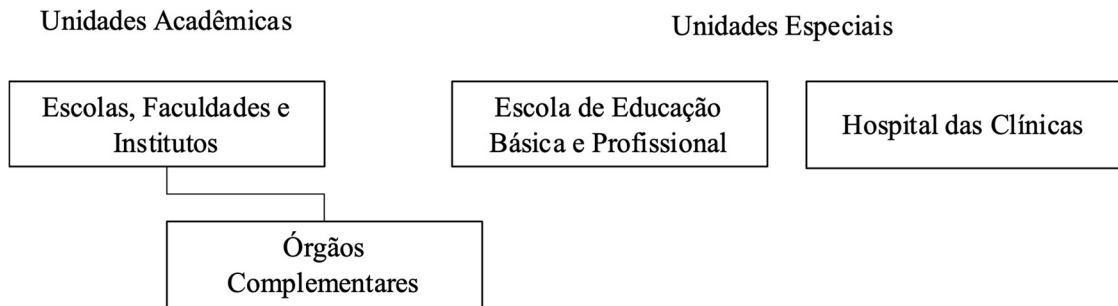 Unidades Acadêmicas
Unidades Especiais
Escolas, Faculdades e
Institutos
Escola de Educação
Básica e Profissional
Hospital das Clínicas
Órgãos
Complementares